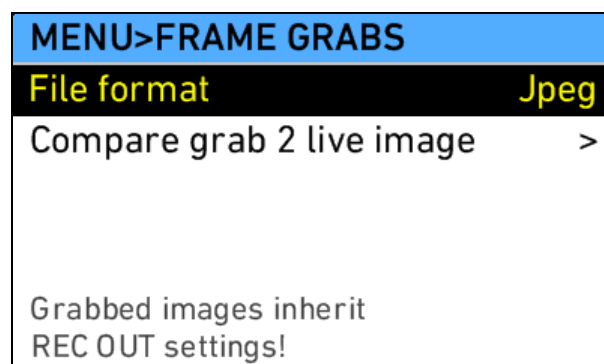 MENU>FRAME GRABS
File format Jpeg
Compare grab 2 live image >
Grabbed images inherit
REC OUT settings!